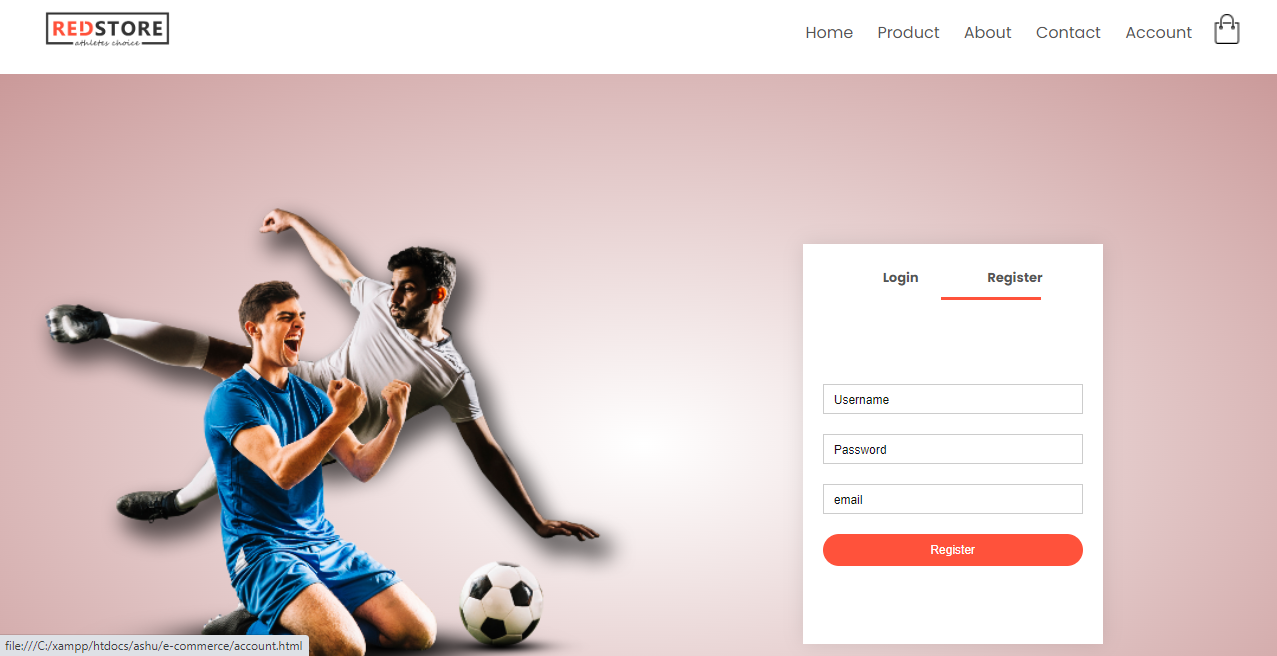 REDSTORE
athletes choice
Home Product About Contact Account
Login Register
Username
Password
email
Register
file:///C:/xampp/htdocs/ashu/e-commerce/account.html